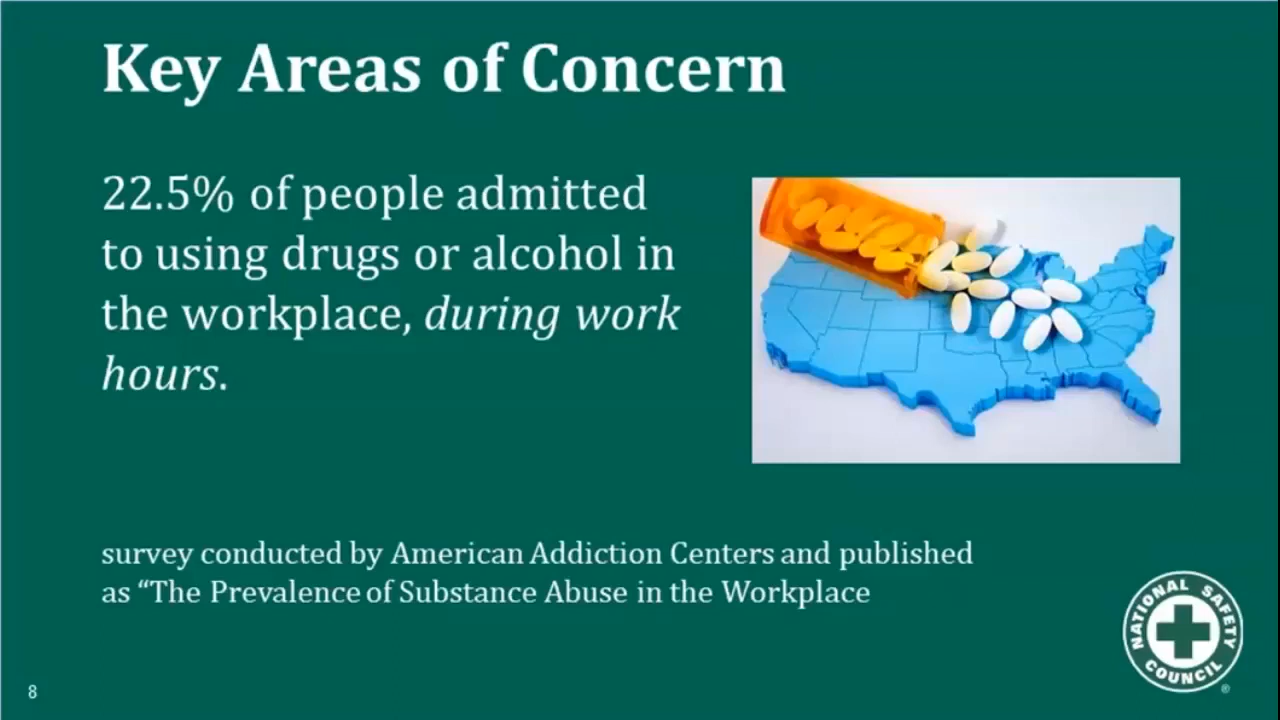 Key Areas of Concern
22.5% of people admitted
to using drugs or alcohol in
the workplace, during work
hours.
survey conducted by American Addiction Centers and published
as “The Prevalence of Substance Abuse in the Workplace
NATIONAL SAFETY
COUNCIL
®
8